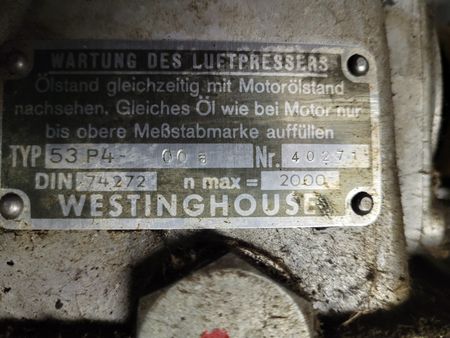 WARTUNG DES LUFTPRESSERS
Ölstand gleichzeitig mit Motorölstand
nachsehen. Gleiches Öl wie bei Motor nur
bis obere Meßstabmarke auffüllen
TYP 53 P4- 00a Nr. 40271
DIN 74272 n max = 2000
WESTINGHOUSE